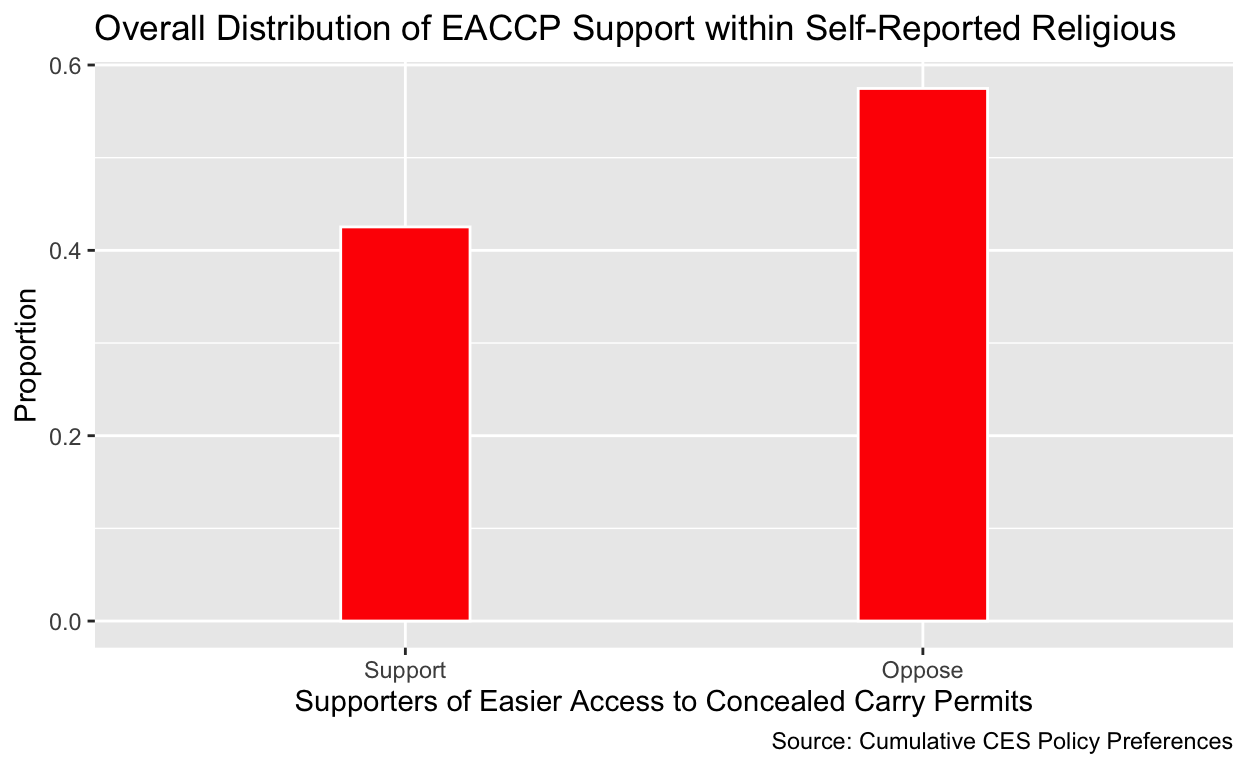 Overall Distribution of EACCP Support within Self-Reported Religious
0.6
0.4
0.2
0.0
Proportion
Support Oppose
Supporters of Easier Access to Concealed Carry Permits
Source: Cumulative CES Policy Preferences